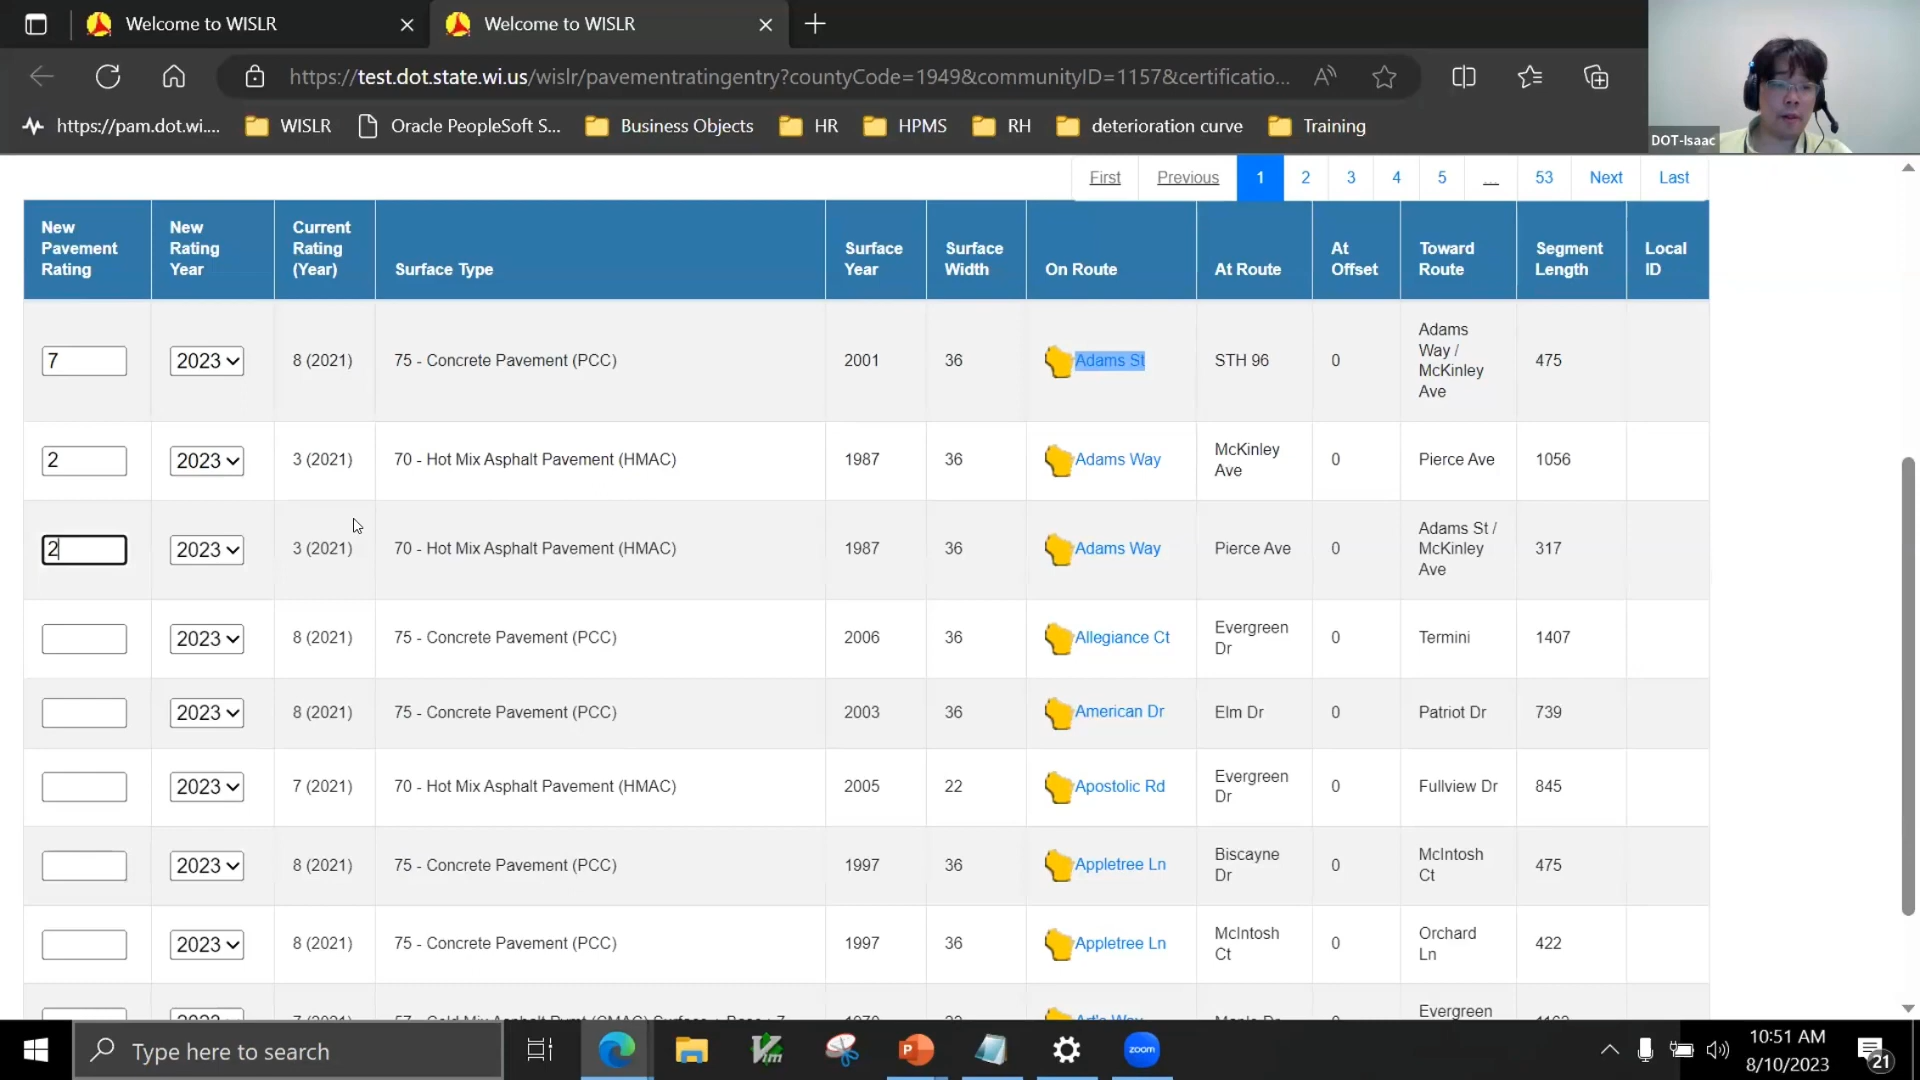 Welcome to WISLR
Welcome to WISLR
https://test.dot.state.wi.us/wislr/pavementratingentry?countyCode=1949&communityID=1157&certificatio...
https://pam.dot.wi....
WISLR
Oracle PeopleSoft S...
Business Objects
HR
HPMS
RH
deterioration curve
Training
DOT-Isaac
First Previous 1 2 3 4 5 ... 53 Next Last
New Pavement Rating
New Rating Year
Current Rating (Year)
Surface Type
Surface Year
Surface Width
On Route
At Route
At Offset
Toward Route
Segment Length
Local ID
7 2023 8 (2021) 75 - Concrete Pavement (PCC) 2001 36 Adams St STH 96 0 Adams Way / McKinley Ave 475
2 2023 3 (2021) 70 - Hot Mix Asphalt Pavement (HMAC) 1987 36 Adams Way McKinley Ave 0 Pierce Ave 1056
2 2023 3 (2021) 70 - Hot Mix Asphalt Pavement (HMAC) 1987 36 Adams Way Pierce Ave 0 Adams St / McKinley Ave 317
2023 8 (2021) 75 - Concrete Pavement (PCC) 2006 36 Allegiance Ct Evergreen Dr 0 Termini 1407
2023 8 (2021) 75 - Concrete Pavement (PCC) 2003 36 American Dr Elm Dr 0 Patriot Dr 739
2023 7 (2021) 70 - Hot Mix Asphalt Pavement (HMAC) 2005 22 Apostolic Rd Evergreen Dr 0 Fullview Dr 845
2023 8 (2021) 75 - Concrete Pavement (PCC) 1997 36 Appletree Ln Biscayne Dr 0 McIntosh Ct 475
2023 8 (2021) 75 - Concrete Pavement (PCC) 1997 36 Appletree Ln McIntosh Ct 0 Orchard Ln 422
Evergreen
Type here to search
zoom
10:51 AM
8/10/2023
21